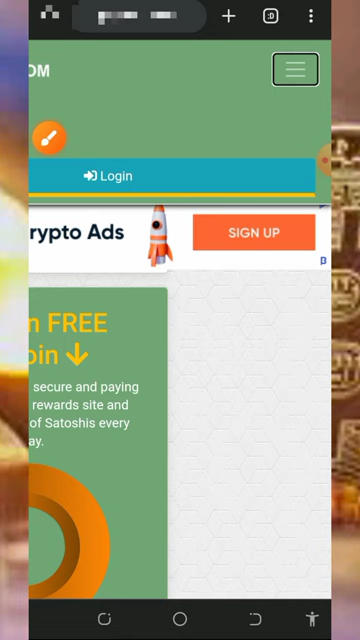 :D
OM
Login
rypto Ads
SIGN UP
n FREE
oin
secure and paying
rewards site and
of Satoshis every
ay.